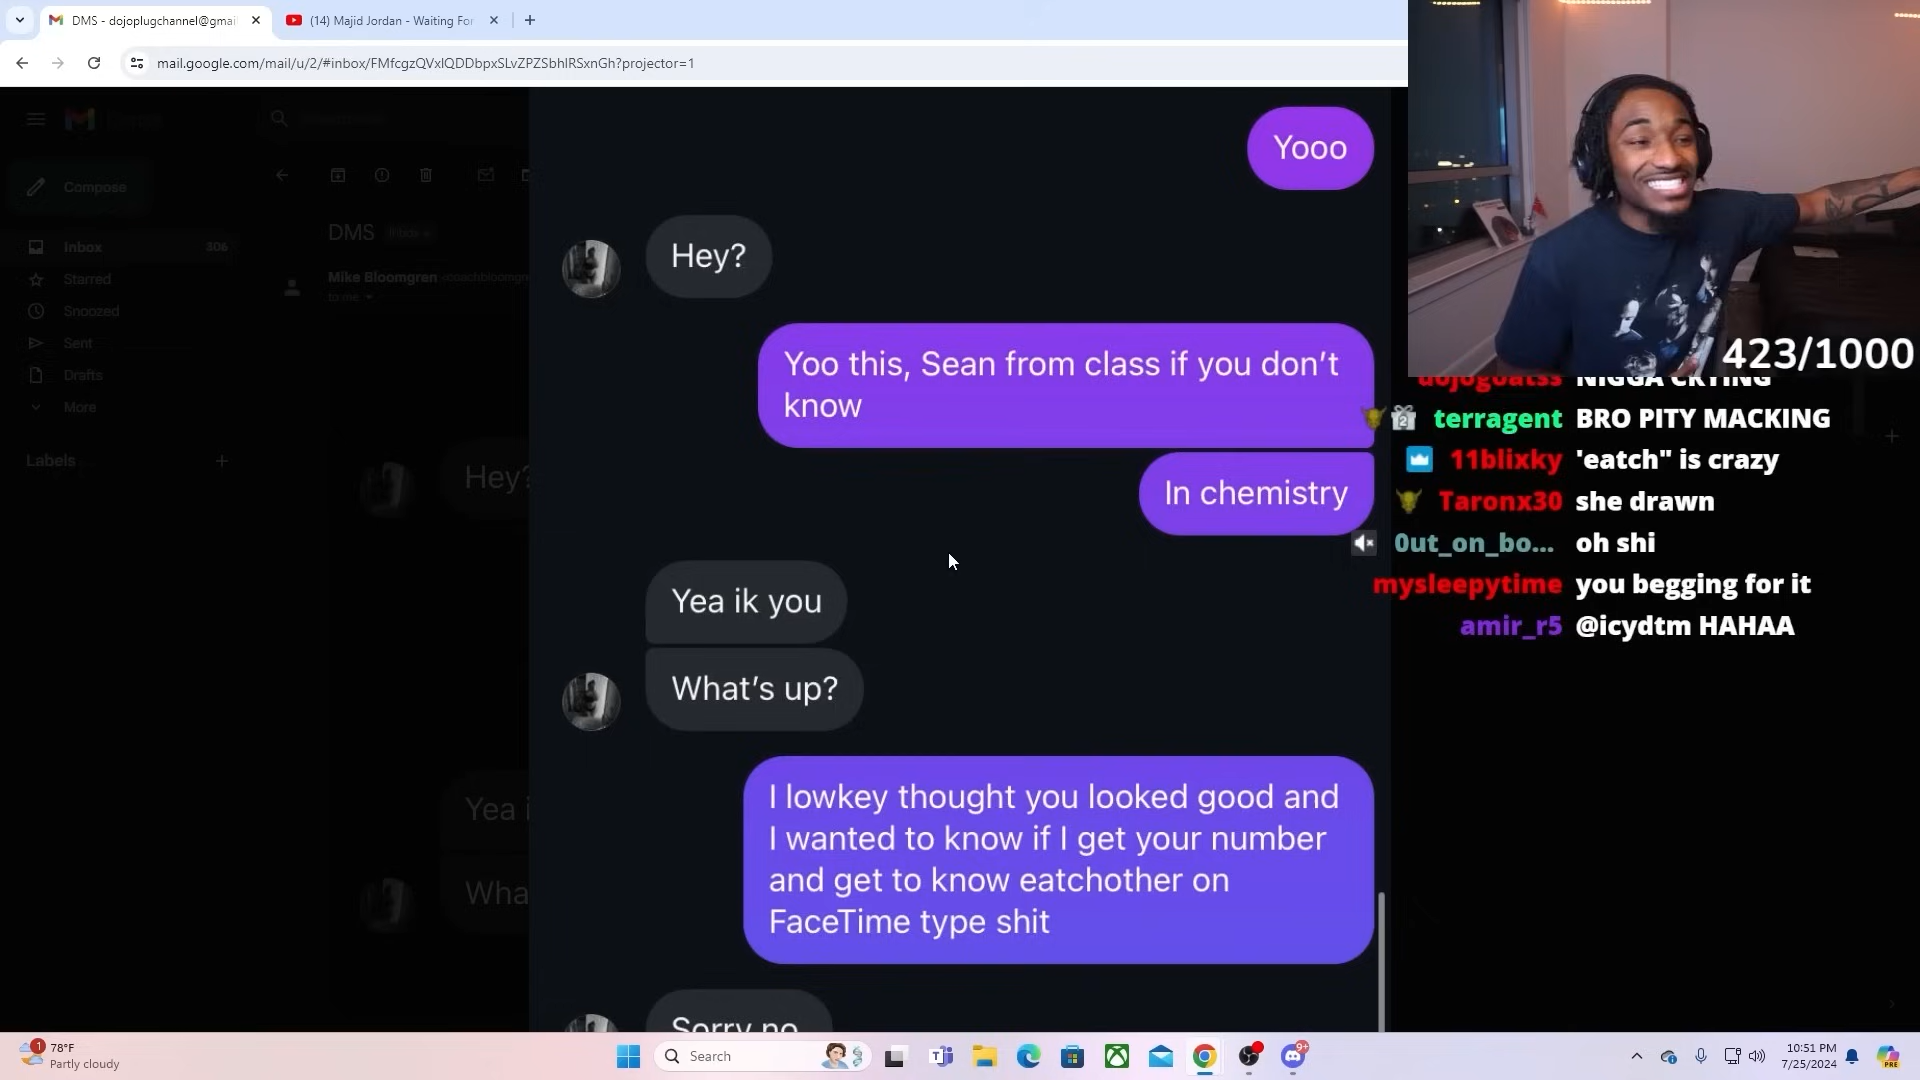 DMS - dojoplugchannel@gmai
(14) Majid Jordan - Waiting For
mail.google.com/mail/u/2/#inbox/FMfcgzQVxlQDDbpxSLvZPZSbhlRSxnGh?projector=1
Compose
Inbox 306
Starred
Snoozed
Sent
Drafts
More
Labels
DMS
Mike Bloomgren
to me
Hey?
Yea i
Wha
Yooo
Hey?
Yoo this, Sean from class if you don’t
know
In chemistry
Yea ik you
What’s up?
I lowkey thought you looked good and
I wanted to know if I get your number
and get to know eatchother on
FaceTime type shit
Sorry no
423/1000
dojogoatss NIGGA CRYING
terragent BRO PITY MACKING
11blixky 'eatch" is crazy
Taronx30 she drawn
0ut_on_bo... oh shi
mysleepytime you begging for it
amir_r5 @icydtm HAHAA
1
78°F
Partly cloudy
Search
9+
10:51 PM
7/25/2024
PRE